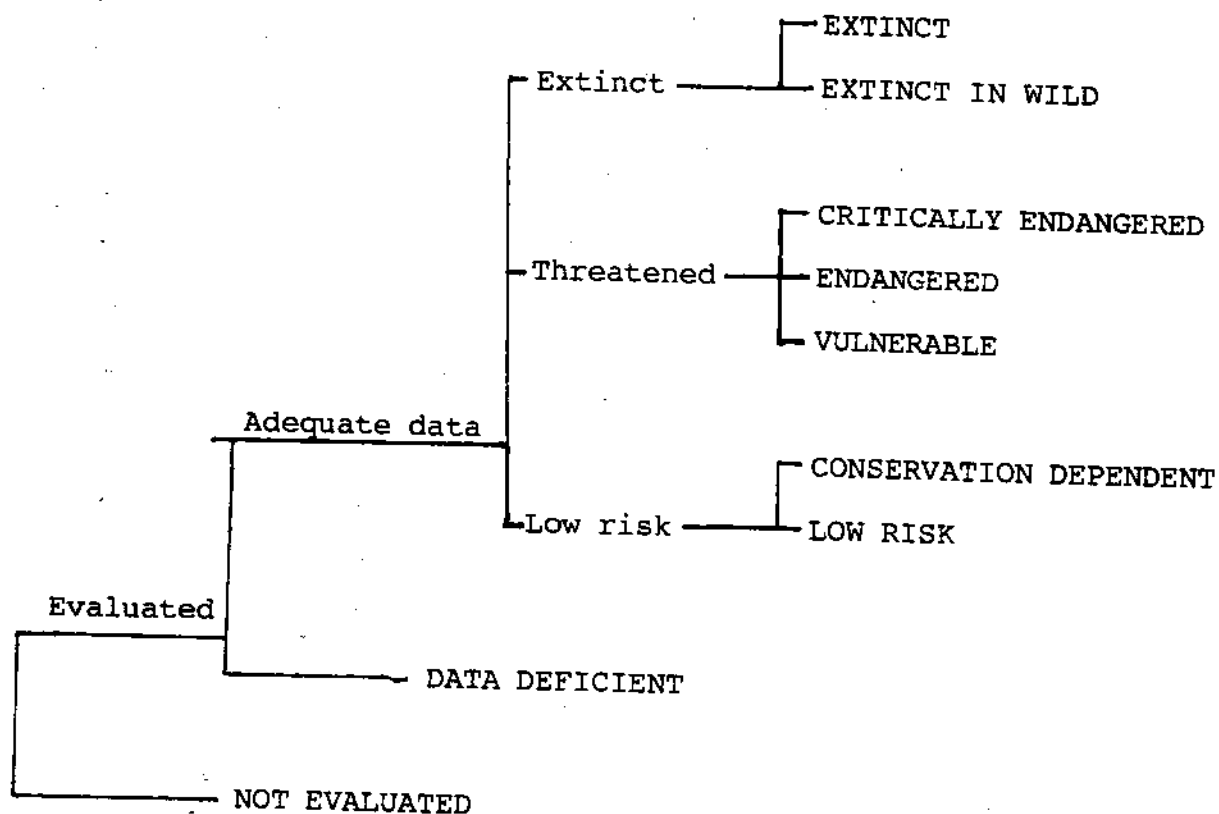 EXTINCT
Extinct
EXTINCT IN WILD
CRITICALLY ENDANGERED
Threatened
ENDANGERED
VULNERABLE
Adequate data
CONSERVATION DEPENDENT
Low risk
LOW RISK
Evaluated
DATA DEFICIENT
NOT EVALUATED